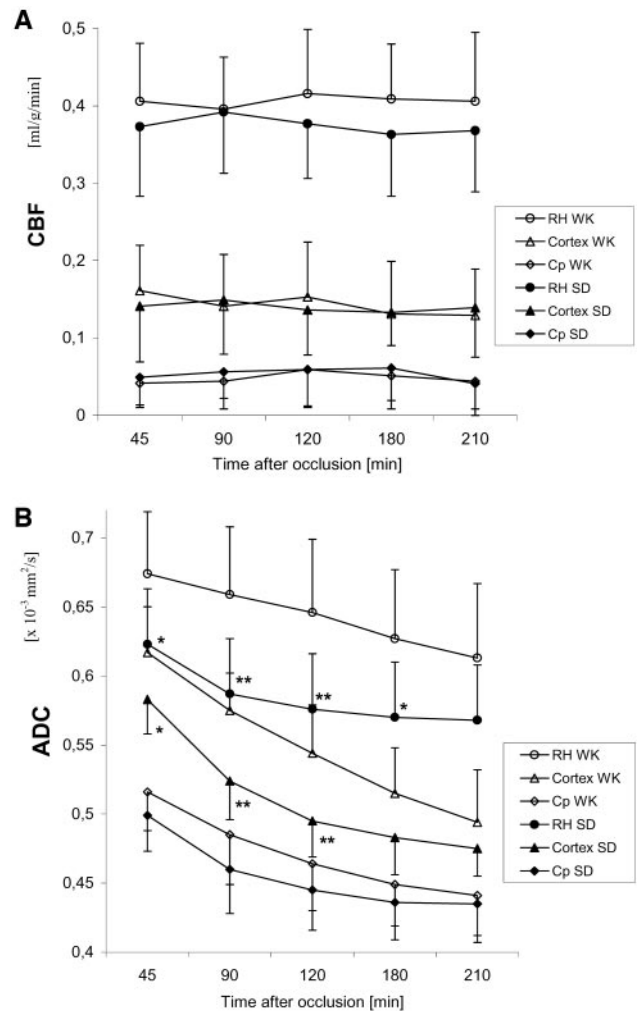 A
0,5
0,4
0,3
0,2
0,1
0
[ml/g/min]
CBF
45 90 120 180 210
Time after occlusion [min]
RH WK
Cortex WK
Cp WK
RH SD
Cortex SD
Cp SD
B
0,7
0,65
0,6
0,55
0,5
0,45
0,4
[x 10⁻³ mm²/s]
ADC
* ** ** *
* ** **
45 90 120 180 210
Time after occlusion [min]
RH WK
Cortex WK
Cp WK
RH SD
Cortex SD
Cp SD